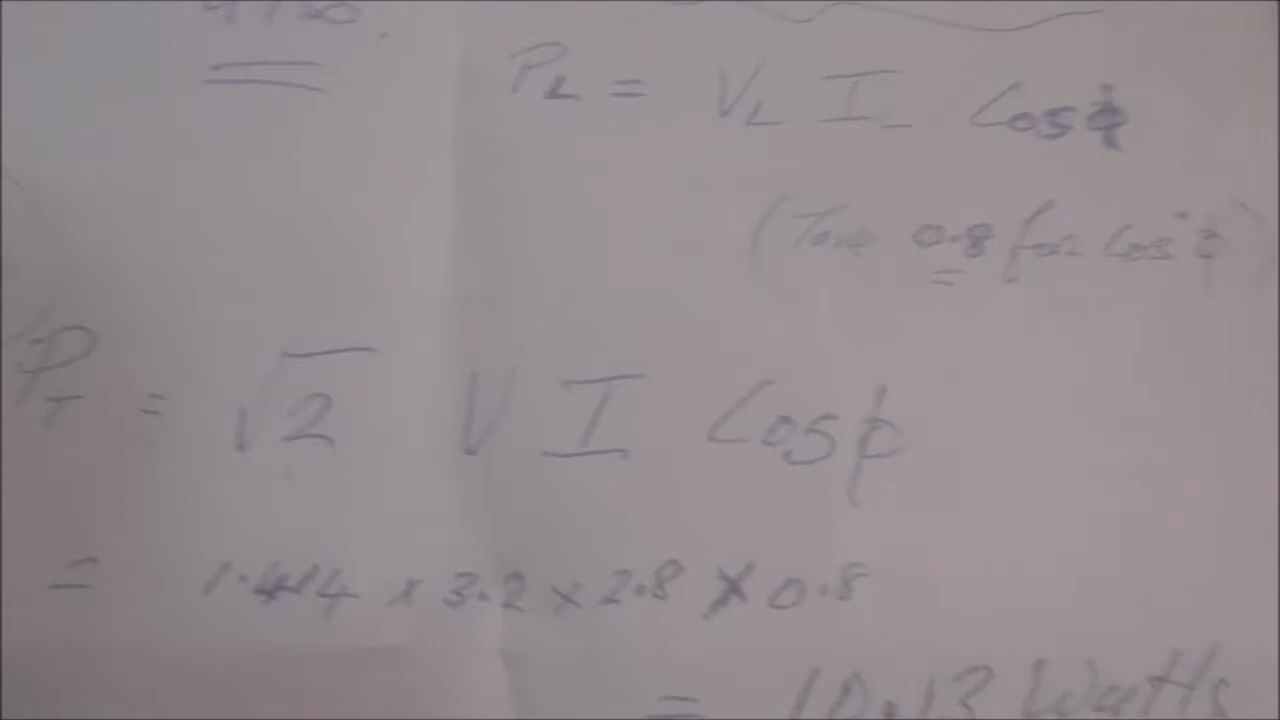 P_L = V_L I_L Cosϕ
(Take 0.8 for Cosϕ)
P_T = √2 V I Cosϕ
= 1.414 x 3.2 x 2.8 x 0.8
= 10.13 Watts